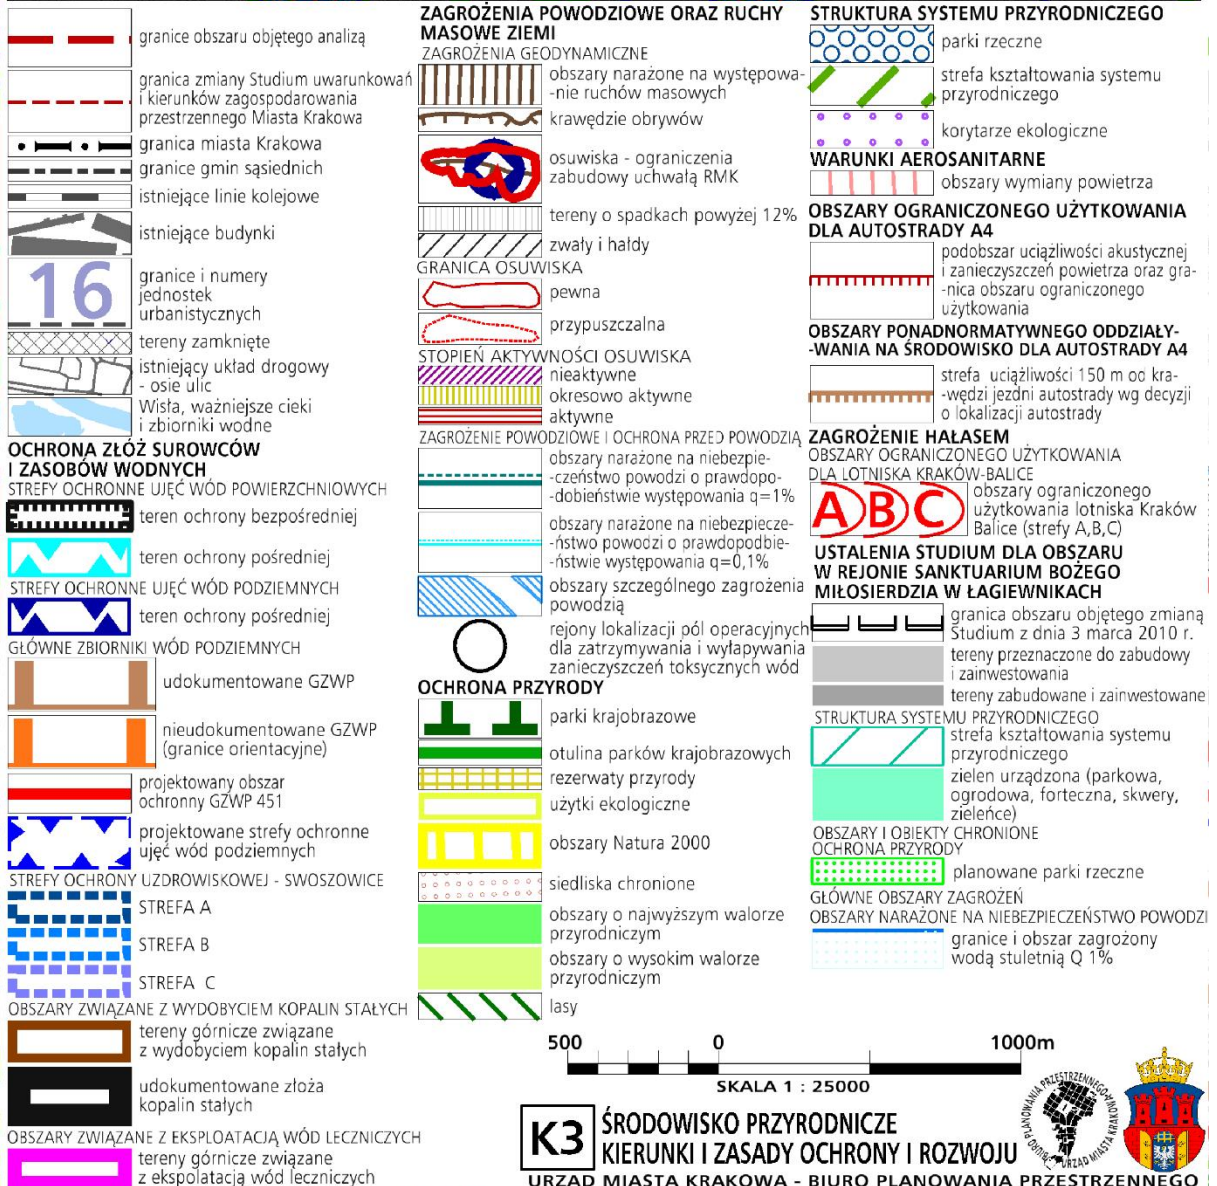 granice obszaru objętego analizą
granica zmiany Studium uwarunkowań
i kierunków zagospodarowania
przestrzennego Miasta Krakowa
granica miasta Krakowa
granice gmin sąsiednich
istniejące linie kolejowe
istniejące budynki
16
granice i numery
jednostek
urbanistycznych
tereny zamknięte
istniejący układ drogowy
- osie ulic
Wisła, ważniejsze cieki
i zbiorniki wodne
OCHRONA ZŁÓŻ SUROWCÓW
I ZASOBÓW WODNYCH
STREFY OCHRONNE UJĘĆ WÓD POWIERZCHNIOWYCH
teren ochrony bezpośredniej
teren ochrony pośredniej
STREFY OCHRONNE UJĘĆ WÓD PODZIEMNYCH
teren ochrony pośredniej
GŁÓWNE ZBIORNIKI WÓD PODZIEMNYCH
udokumentowane GZWP
nieudokumentowane GZWP
(granice orientacyjne)
projektowany obszar
ochronny GZWP 451
projektowane strefy ochronne
ujęć wód podziemnych
STREFY OCHRONY UZDROWISKOWEJ - SWOSZOWICE
STREFA A
STREFA B
STREFA C
OBSZARY ZWIĄZANE Z WYDOBYCIEM KOPALIN STAŁYCH
tereny górnicze związane
z wydobyciem kopalin stałych
udokumentowane złoża
kopalin stałych
OBSZARY ZWIĄZANE Z EKSPLOATACJĄ WÓD LECZNICZYCH
tereny górnicze związane
z ekspolatacją wód leczniczych
ZAGROŻENIA POWODZIOWE ORAZ RUCHY
MASOWE ZIEMI
ZAGROŻENIA GEODYNAMICZNE
obszary narażone na występowa-
-nie ruchów masowych
krawędzie obrywów
osuwiska - ograniczenia
zabudowy uchwałą RMK
tereny o spadkach powyżej 12%
zwały i hałdy
GRANICA OSUWISKA
pewna
przypuszczalna
STOPIEŃ AKTYWNOŚCI OSUWISKA
nieaktywne
okresowo aktywne
aktywne
ZAGROŻENIE POWODZIOWE I OCHRONA PRZED POWODZIĄ
obszary narażone na niebezpie-
-czeństwo powodzi o prawdopo-
-dobieństwie występowania q=1%
obszary narażone na niebezpiecze-
-ństwo powodzi o prawdopodbie-
-ństwie występowania q=0,1%
obszary szczególnego zagrożenia
powodzią
rejony lokalizacji pól operacyjnych
dla zatrzymywania i wyłapywania
zanieczyszczeń toksycznych wód
OCHRONA PRZYRODY
parki krajobrazowe
otulina parków krajobrazowych
rezerwaty przyrody
użytki ekologiczne
obszary Natura 2000
siedliska chronione
obszary o najwyższym walorze
przyrodniczym
obszary o wysokim walorze
przyrodniczym
lasy
STRUKTURA SYSTEMU PRZYRODNICZEGO
parki rzeczne
strefa kształtowania systemu
przyrodniczego
korytarze ekologiczne
WARUNKI AEROSANITARNE
obszary wymiany powietrza
OBSZARY OGRANICZONEGO UŻYTKOWANIA
DLA AUTOSTRADY A4
podobszar uciążliwości akustycznej
i zanieczyszczeń powietrza oraz gra-
-nica obszaru ograniczonego
użytkowania
OBSZARY PONADNORMATYWNEGO ODDZIAŁY-
-WANIA NA ŚRODOWISKO DLA AUTOSTRADY A4
strefa uciążliwości 150 m od kra-
-wędzi jezdni autostrady wg decyzji
o lokalizacji autostrady
ZAGROŻENIE HAŁASEM
OBSZARY OGRANICZONEGO UŻYTKOWANIA
DLA LOTNISKA KRAKÓW-BALICE
A B C
obszary ograniczonego
użytkowania lotniska Kraków
Balice (strefy A,B,C)
USTALENIA STUDIUM DLA OBSZARU
W REJONIE SANKTUARIUM BOŻEGO
MIŁOSIERDZIA W ŁAGIEWNIKACH
granica obszaru objętego zmianą
Studium z dnia 3 marca 2010 r.
tereny przeznaczone do zabudowy
i zainwestowania
tereny zabudowane i zainwestowane
STRUKTURA SYSTEMU PRZYRODNICZEGO
strefa kształtowania systemu
przyrodniczego
zielen urządzona (parkowa,
ogrodowa, forteczna, skwery,
zieleńce)
OBSZARY I OBIEKTY CHRONIONE
OCHRONA PRZYRODY
planowane parki rzeczne
GŁÓWNE OBSZARY ZAGROŻEŃ
OBSZARY NARAŻONE NA NIEBEZPIECZEŃSTWO POWODZI
granice i obszar zagrożony
wodą stuletnią Q 1%
500 0 1000m
SKALA 1 : 25000
K3
ŚRODOWISKO PRZYRODNICZE
KIERUNKI I ZASADY OCHRONY I ROZWOJU
BIURO PLANOWANIA PRZESTRZENNEGO
URZĄD MIASTA KRAKOWA
URZĄD MIASTA KRAKOWA - BIURO PLANOWANIA PRZESTRZENNEGO